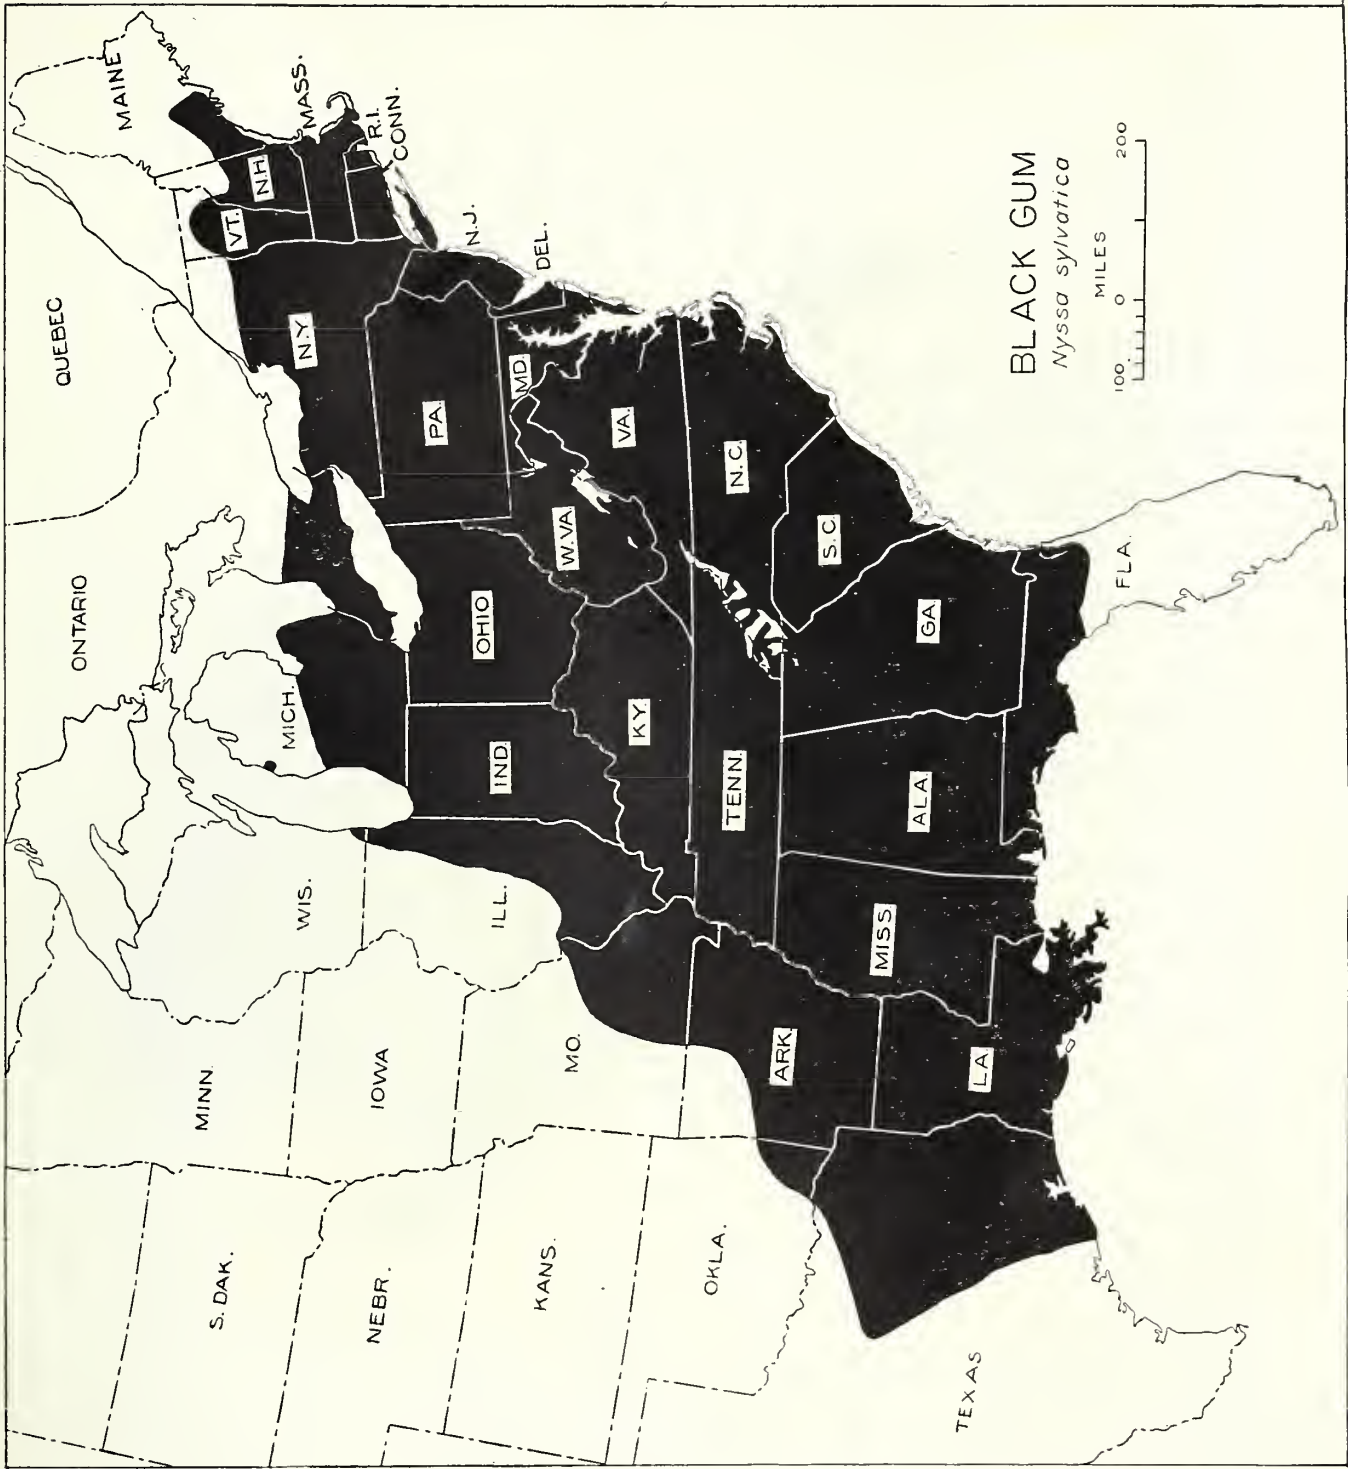 QUEBEC
MAINE
ONTARIO
VT.
N.H.
MASS.
R.I.
CONN.
N.Y.
MICH.
MINN.
WIS.
S. DAK.
IOWA
NEBR.
PA.
N.J.
DEL.
MD.
OHIO
IND.
ILL.
W.VA.
VA.
KY.
MO.
KANS.
N.C.
TENN.
OKLA.
ARK.
S.C.
GA.
ALA.
MISS
LA.
TEXAS
FLA.
BLACK GUM
Nyssa sylvatica
MILES
100 0 200